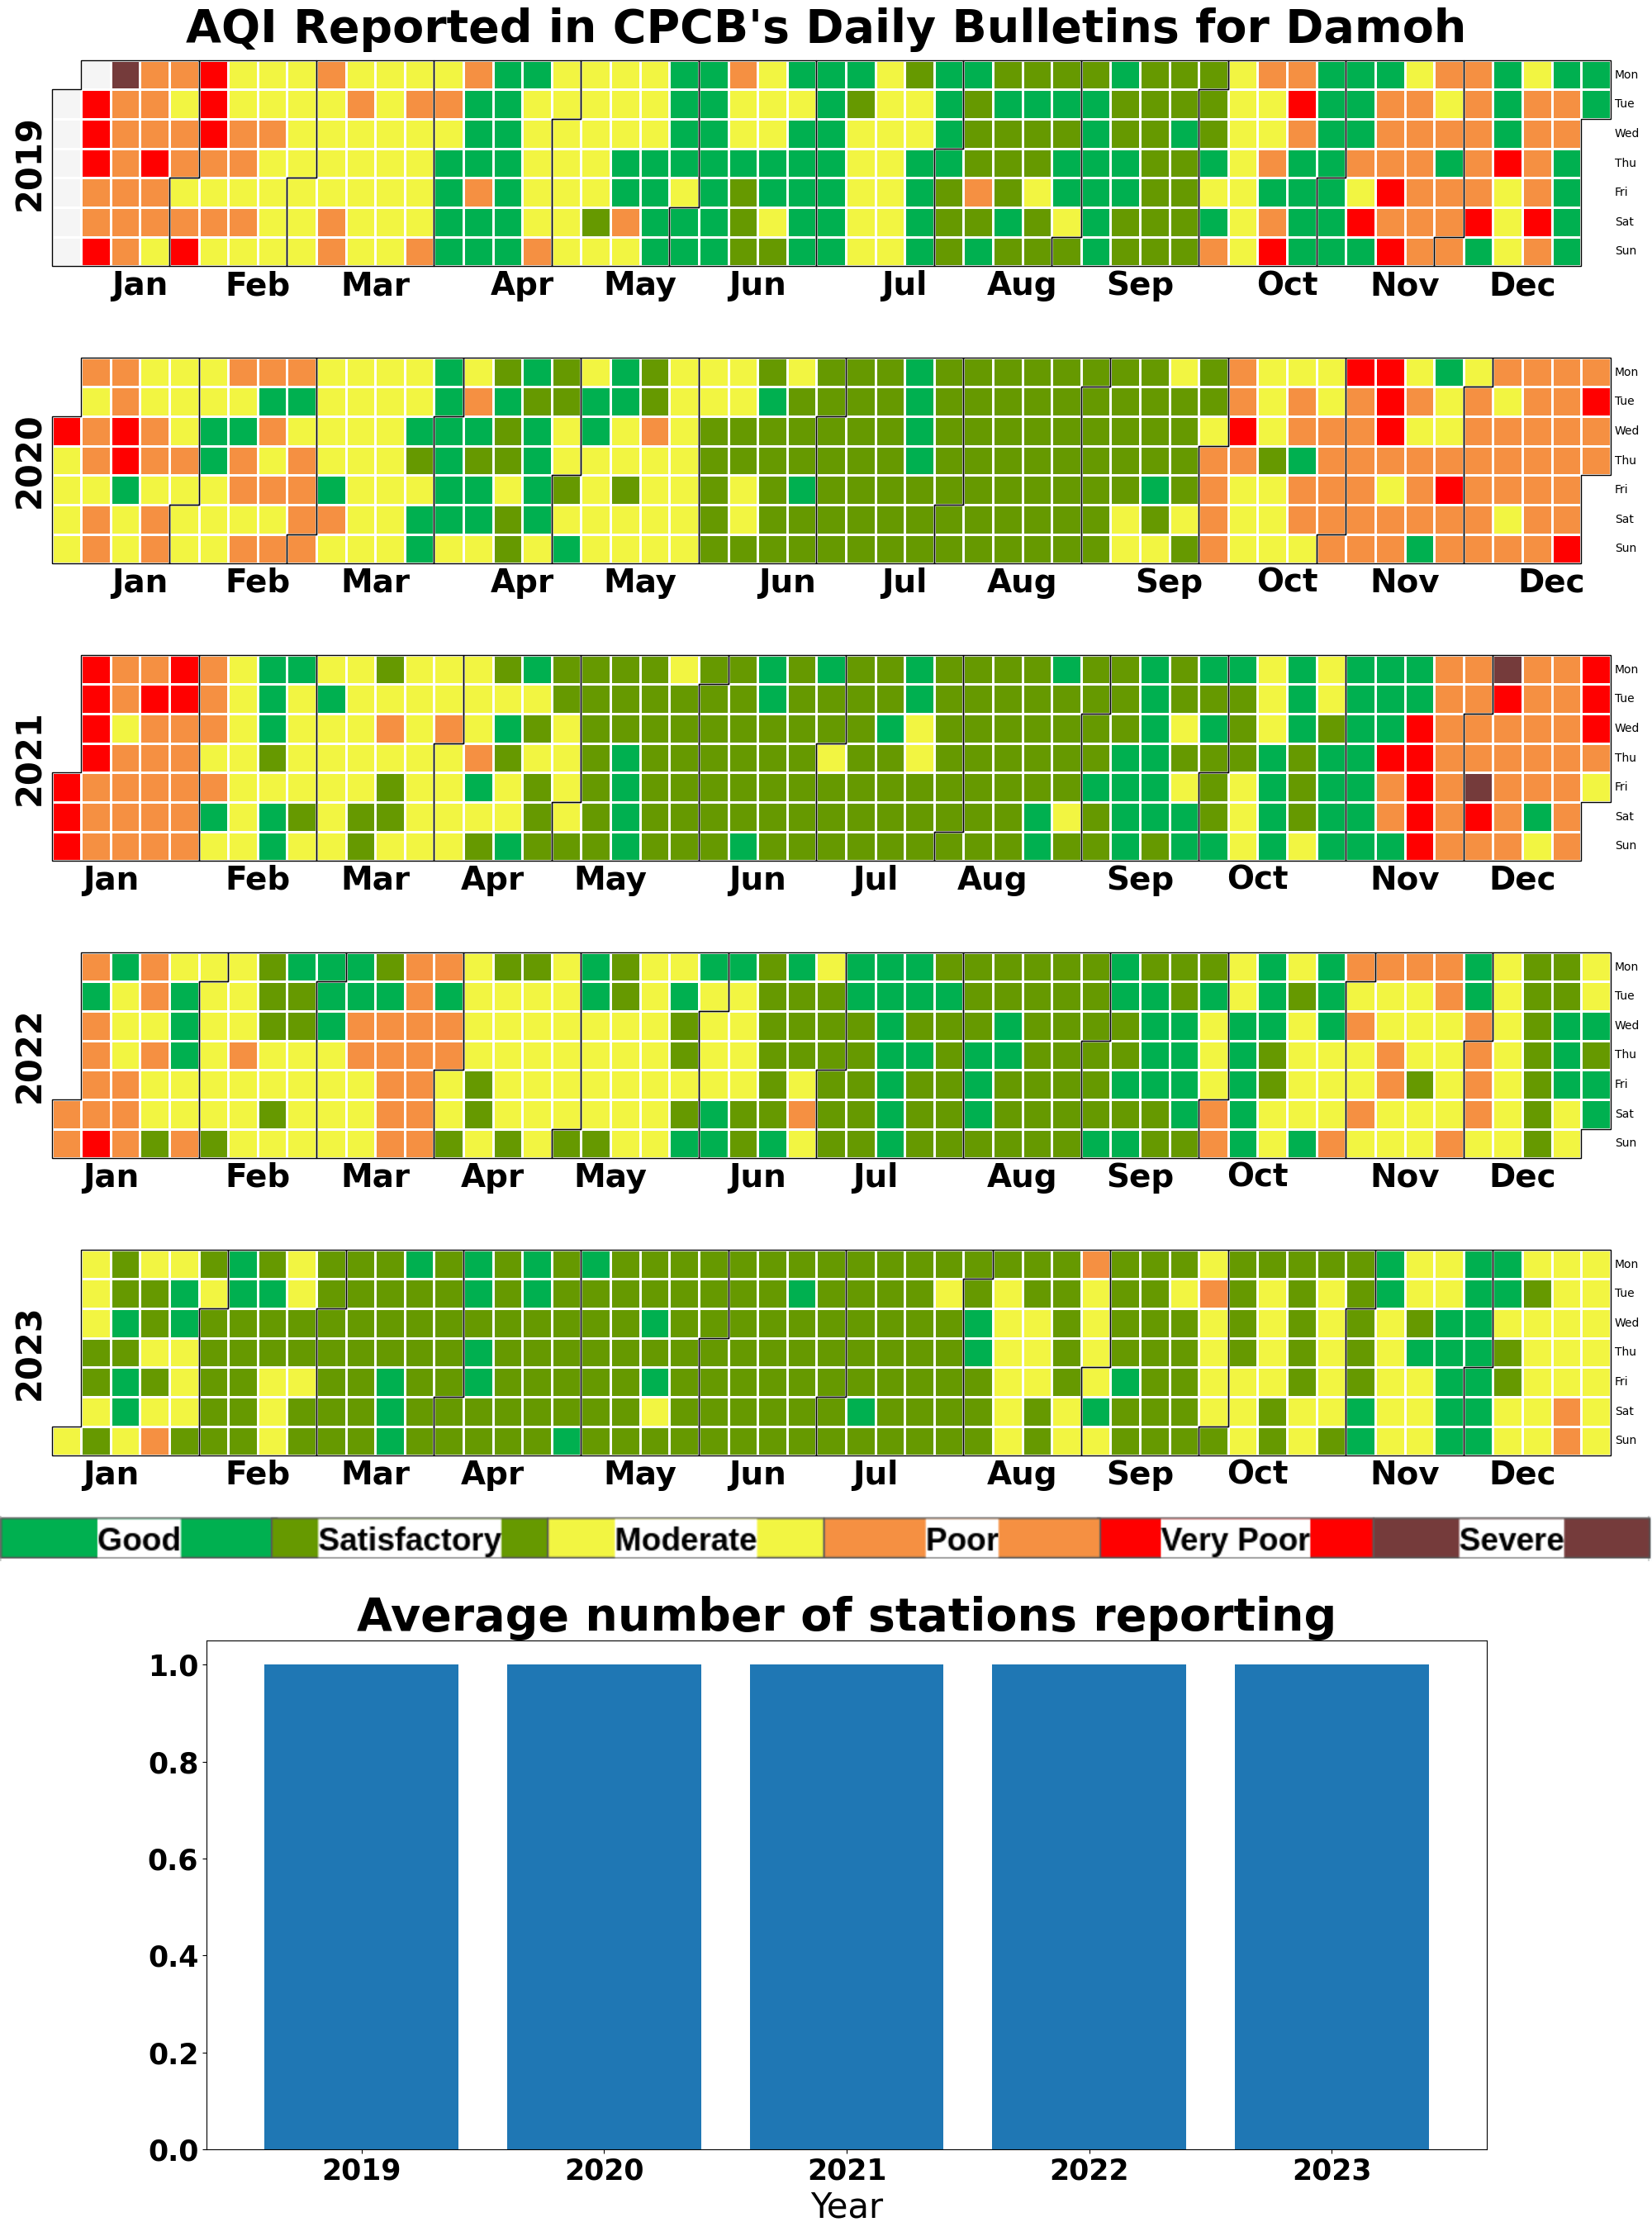 AQI Reported in CPCB's Daily Bulletins for Damoh
2019
Mon
Tue
Wed
Thu
Fri
Sat
Sun
Jan Feb Mar Apr May Jun Jul Aug Sep Oct Nov Dec
2020
Mon
Tue
Wed
Thu
Fri
Sat
Sun
Jan Feb Mar Apr May Jun Jul Aug Sep Oct Nov Dec
2021
Mon
Tue
Wed
Thu
Fri
Sat
Sun
Jan Feb Mar Apr May Jun Jul Aug Sep Oct Nov Dec
2022
Mon
Tue
Wed
Thu
Fri
Sat
Sun
Jan Feb Mar Apr May Jun Jul Aug Sep Oct Nov Dec
2023
Mon
Tue
Wed
Thu
Fri
Sat
Sun
Jan Feb Mar Apr May Jun Jul Aug Sep Oct Nov Dec
Good Satisfactory Moderate Poor Very Poor Severe
Average number of stations reporting
1.0
0.8
0.6
0.4
0.2
0.0
2019 2020 2021 2022 2023
Year